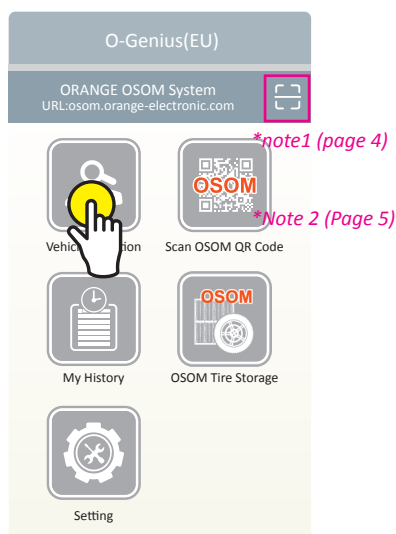 O-Genius(EU)
ORANGE OSOM System
URL:osom.orange-electronic.com
*note1 (page 4)
OSOM
*Note 2 (Page 5)
Scan OSOM QR Code
OSOM
My History
OSOM Tire Storage
Setting